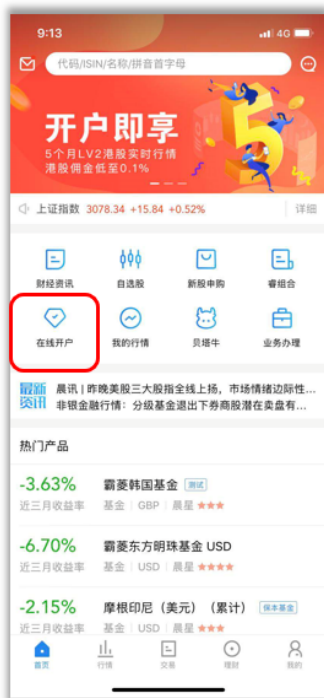 9:13
4G
代码/ISIN/名称/拼音首字母
开户即享
5个月LV2港股实时行情
港股佣金低至0.1%
5
上证指数 3078.34 +15.84 +0.52% 详细
财经资讯 自选股 新股申购 睿组合
在线开户 我的行情 贝塔牛 业务办理
最新 晨讯 | 昨晚美股三大股指全线上扬，市场情绪边际性...
资讯 非银金融行情：分级基金退出下券商股潜在卖盘有...
热门产品
-3.63% 霸菱韩国基金 测试
近三月收益率 基金 | GBP | 晨星 ★★★
-6.70% 霸菱东方明珠基金 USD
近三月收益率 基金 | USD | 晨星 ★★★★
-2.15% 摩根印尼（美元）（累计） 保本基金
近三月收益率 基金 | USD | 晨星 ★★★
首页 行情 交易 理财 我的